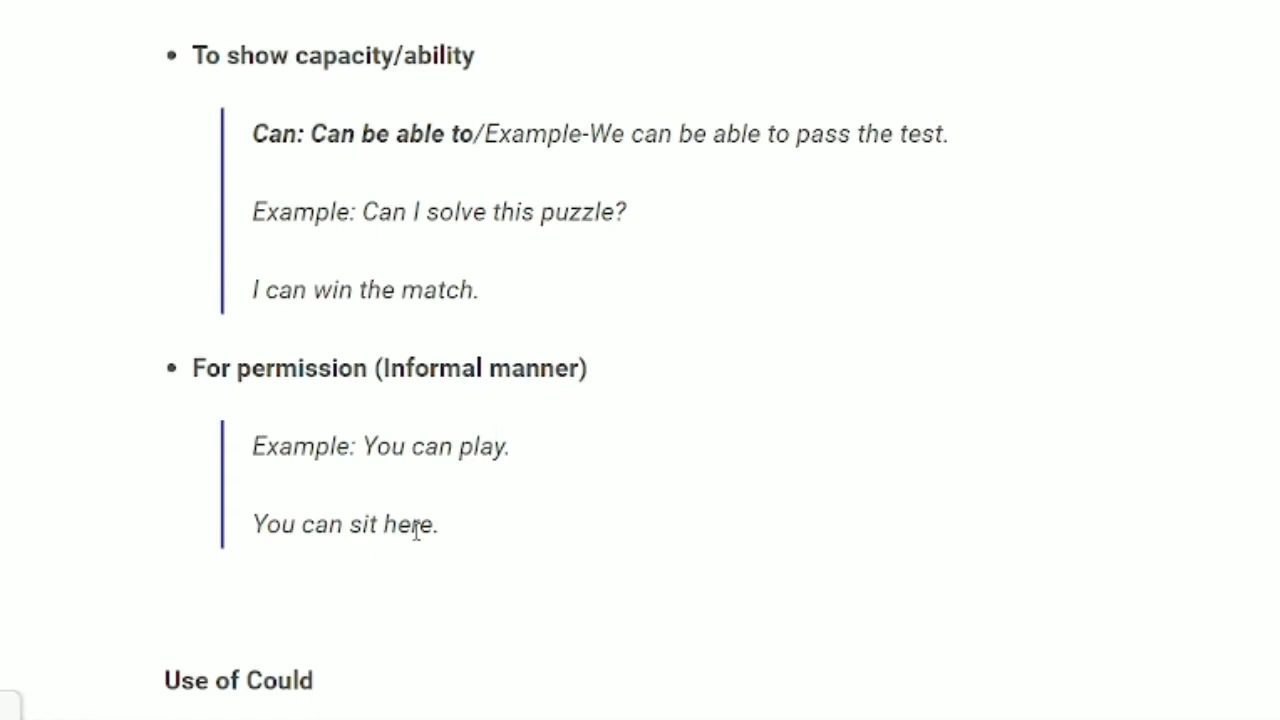 To show capacity/ability
Can: Can be able to/Example-We can be able to pass the test.
Example: Can I solve this puzzle?
I can win the match.
For permission (Informal manner)
Example: You can play.
You can sit here.
Use of Could